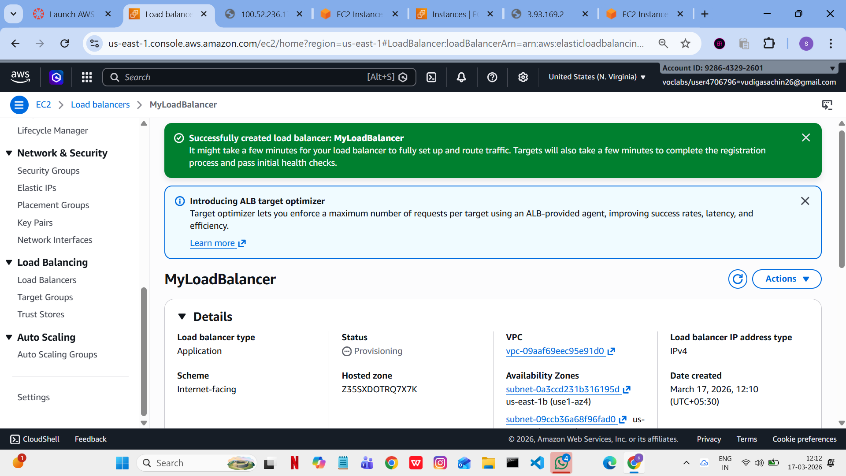 Launch AWS
Load balanc
100.52.236.1
EC2 Instanc
Instances | E
3.93.169.2
EC2 Instanc
us-east-1.console.aws.amazon.com/ec2/home?region=us-east-1#LoadBalancer:loadBalancerArn=arn:aws:elasticloadbalancin...
S
aws
Search
[Alt+S]
United States (N. Virginia)
Account ID: 9286-4329-2601
voclabs/user4706796=vudigasachin26@gmail.com
EC2
Load balancers
MyLoadBalancer
Lifecycle Manager
Network & Security
Security Groups
Elastic IPs
Placement Groups
Key Pairs
Network Interfaces
Load Balancing
Load Balancers
Target Groups
Trust Stores
Auto Scaling
Auto Scaling Groups
Settings
Successfully created load balancer: MyLoadBalancer
It might take a few minutes for your load balancer to fully set up and route traffic. Targets will also take a few minutes to complete the registration
process and pass initial health checks.
Introducing ALB target optimizer
Target optimizer lets you enforce a maximum number of requests per target using an ALB-provided agent, improving success rates, latency, and
efficiency.
Learn more
MyLoadBalancer
Actions
Details
Load balancer type
Application
Status
Provisioning
VPC
vpc-09aaf69eec95e91d0
Load balancer IP address type
IPv4
Scheme
Internet-facing
Hosted zone
Z35SXDOTRQ7X7K
Availability Zones
subnet-0a3ccd231b316195d
us-east-1b (use1-az4)
subnet-09ccb36a68f96fad0 us-
Date created
March 17, 2026, 12:10
(UTC+05:30)
CloudShell
Feedback
© 2026, Amazon Web Services, Inc. or its affiliates.
Privacy
Terms
Cookie preferences
1
Search
4
ENG
IN
12:12
17-03-2026